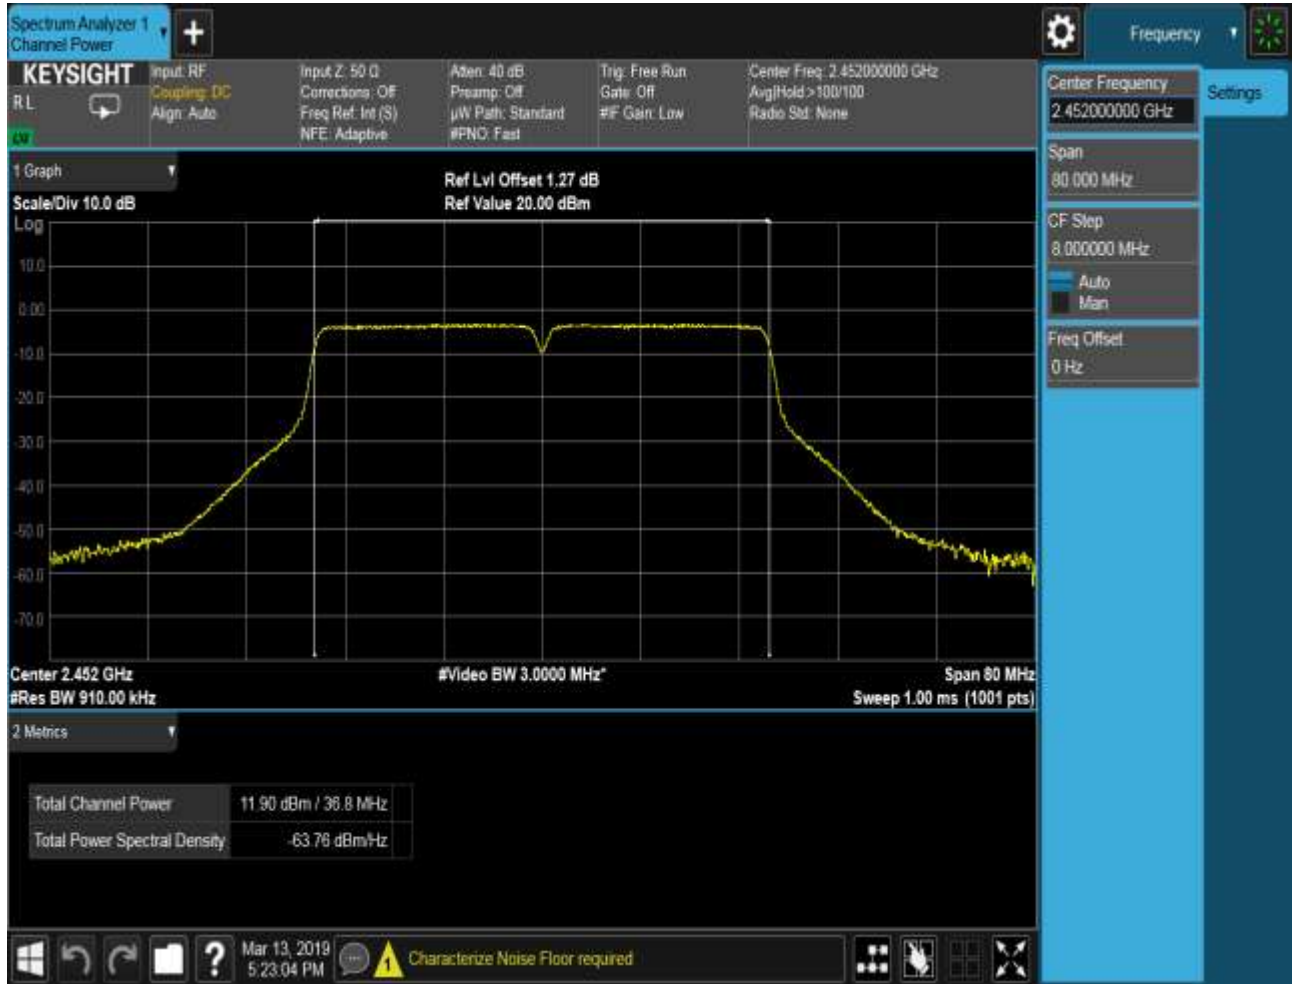 Spectrum Analyzer 1
Channel Power
Frequency
KEYSIGHT
RL
Input: RF
Coupling: DC
Align: Auto
Input Z: 50 Ω
Corrections: Off
Freq Ref: Int (S)
NFE: Adaptive
Atten: 40 dB
Preamp: Off
µW Path: Standard
#PNO: Fast
Trig: Free Run
Gate: Off
#IF Gain: Low
Center Freq: 2.452000000 GHz
Avg|Hold:>100/100
Radio Std: None
Center Frequency
2.452000000 GHz
Settings
Span
80.000 MHz
CF Step
8.000000 MHz
Auto
Man
Freq Offset
0 Hz
1 Graph
Scale/Div 10.0 dB
Ref Lvl Offset 1.27 dB
Ref Value 20.00 dBm
Log
10.0
0.00
-10.0
-20.0
-30.0
-40.0
-50.0
-60.0
-70.0
Center 2.452 GHz
#Video BW 3.0000 MHz*
Span 80 MHz
#Res BW 910.00 kHz
Sweep 1.00 ms (1001 pts)
2 Metrics
Total Channel Power
11.90 dBm / 36.8 MHz
Total Power Spectral Density
-63.76 dBm/Hz
Mar 13, 2019
5:23:04 PM
1
Characterize Noise Floor required